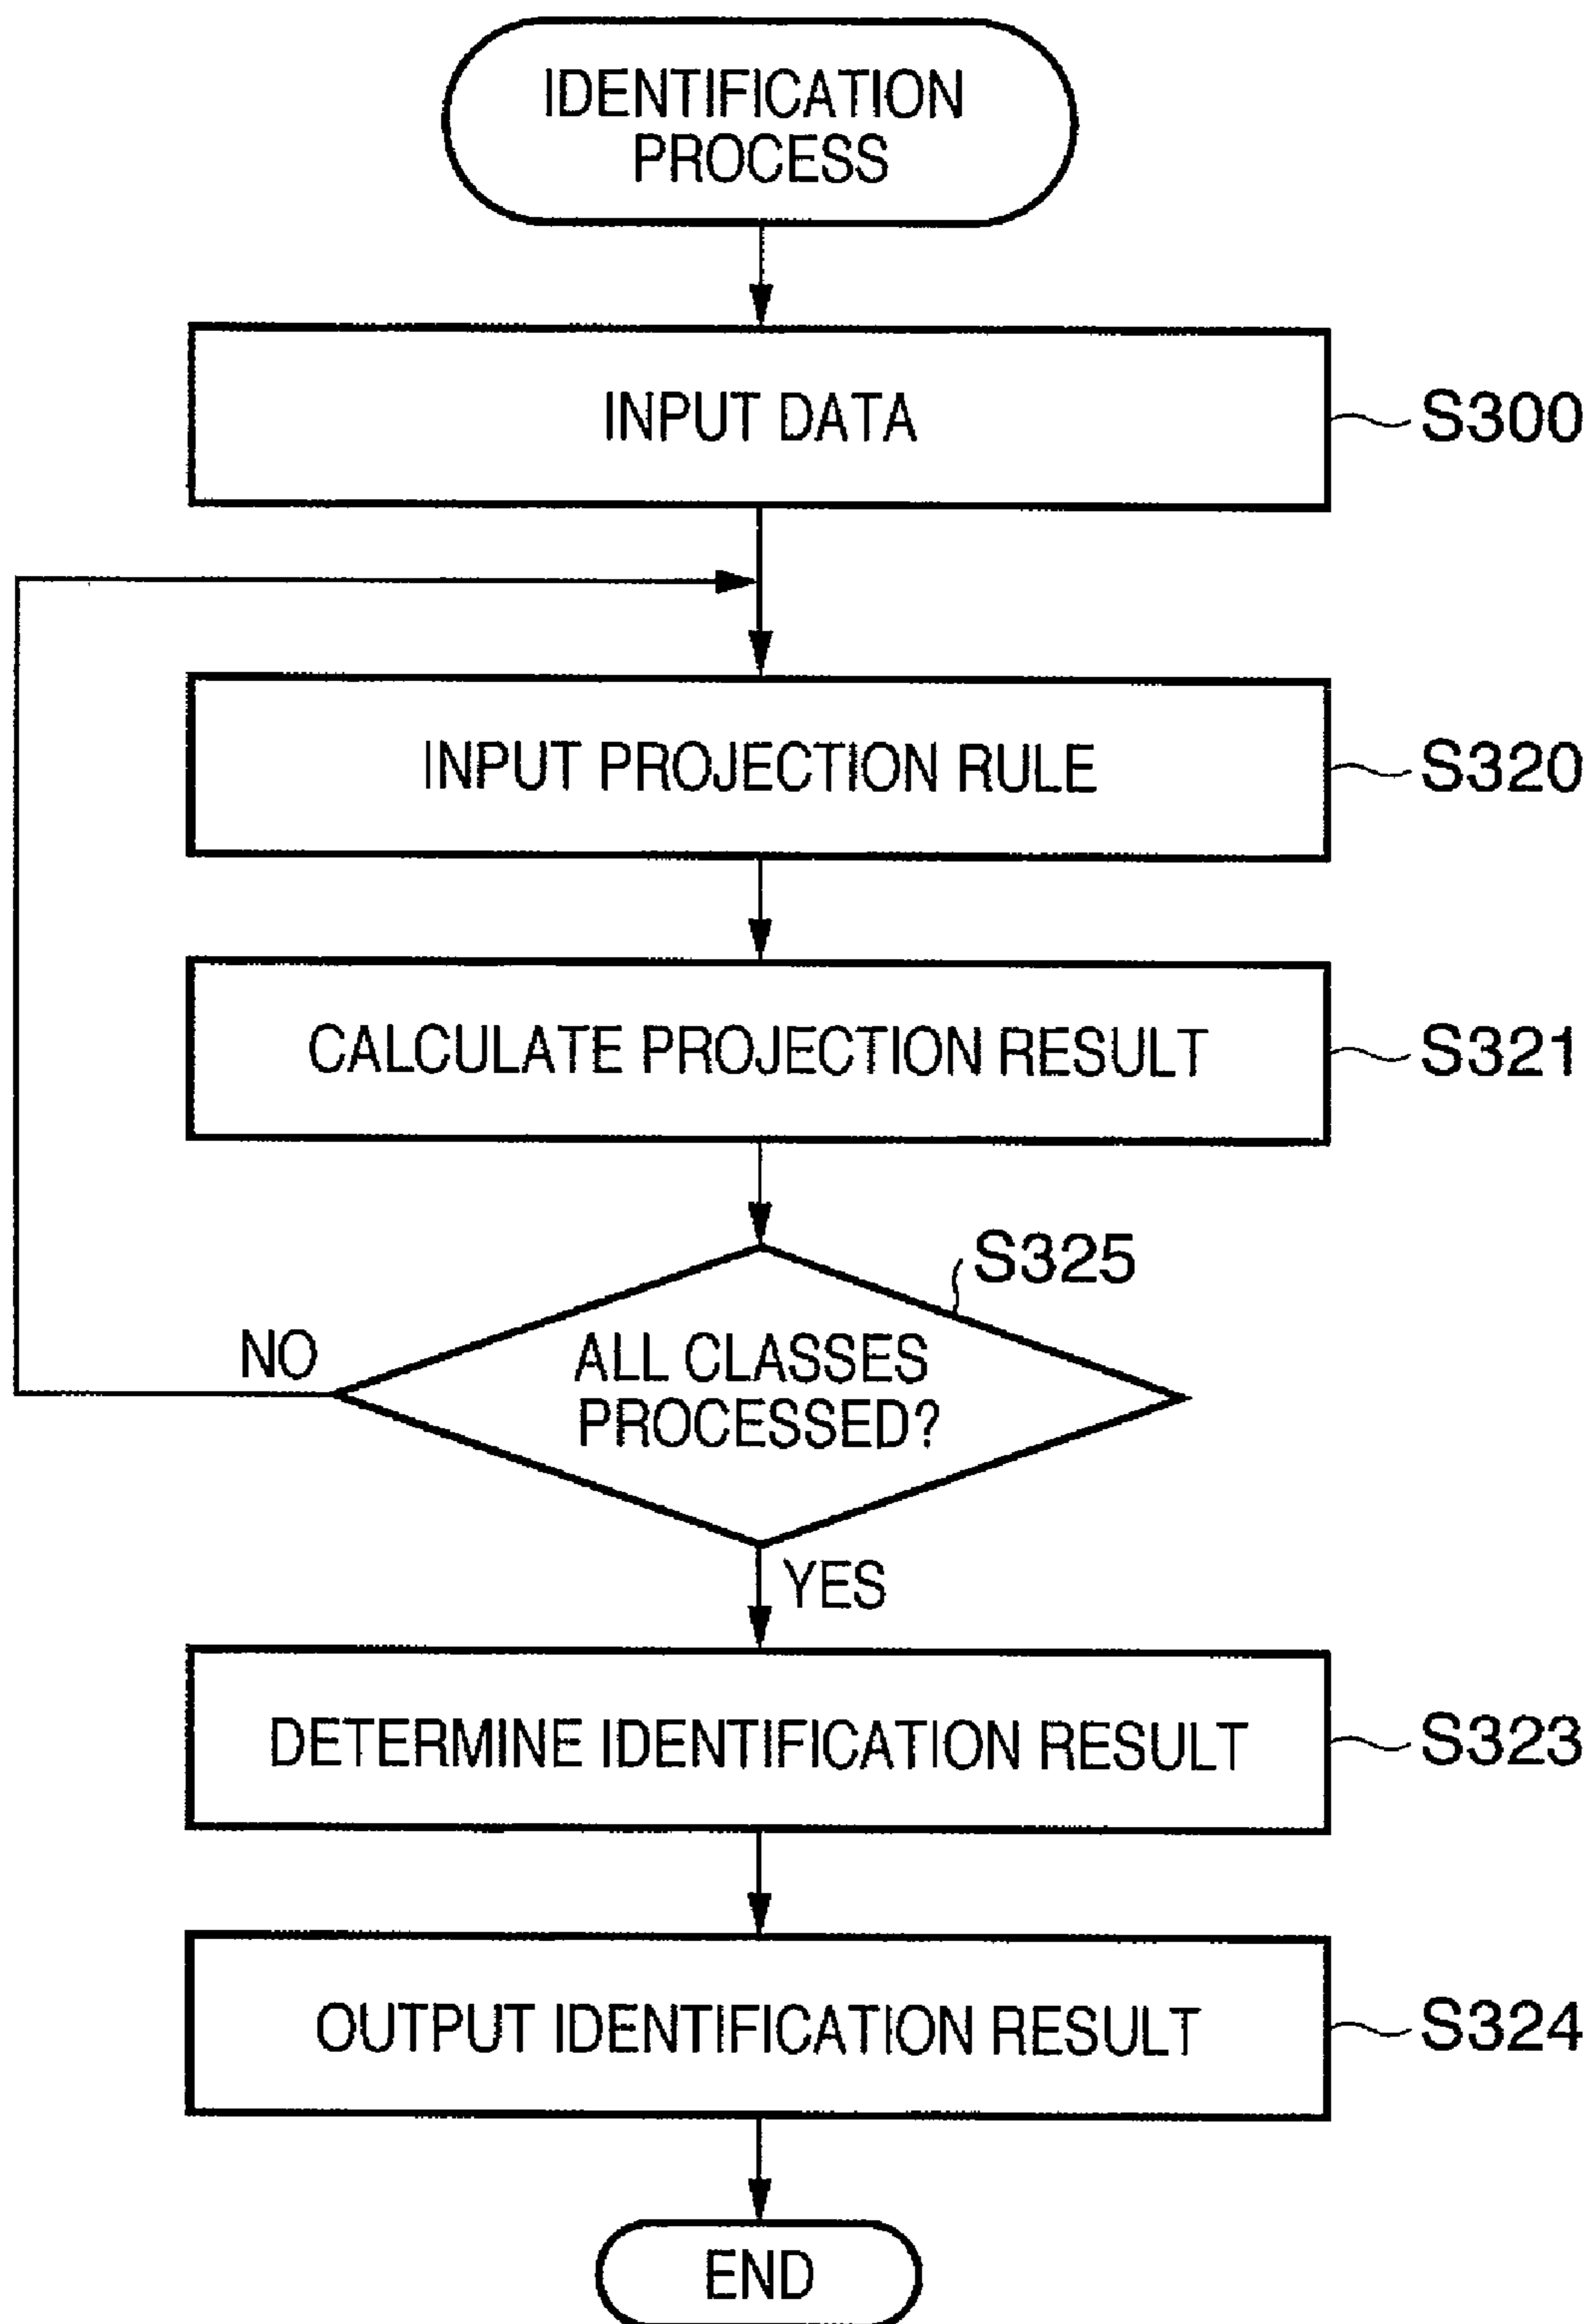 IDENTIFICATION
PROCESS
INPUT DATA
S300
INPUT PROJECTION RULE
S320
CALCULATE PROJECTION RESULT
S321
S325
NO
ALL CLASSES
PROCESSED?
YES
DETERMINE IDENTIFICATION RESULT
S323
OUTPUT IDENTIFICATION RESULT
S324
END